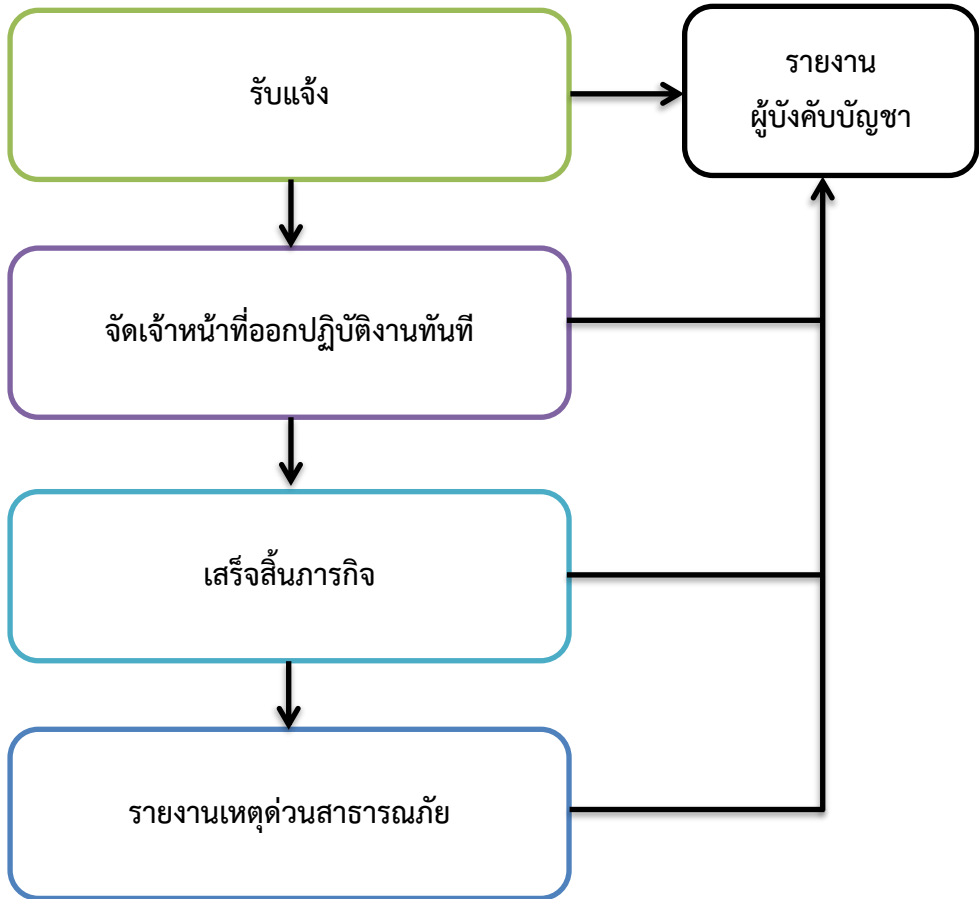 รับแจ้ง
รายงาน
ผู้บังคับบัญชา
จัดเจ้าหน้าที่ออกปฏิบัติงานทันที
เสร็จสิ้นภารกิจ
รายงานเหตุด่วนสาธารณภัย